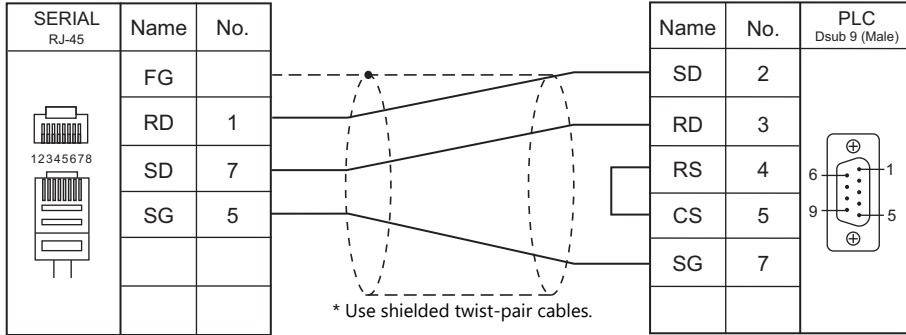 SERIAL
RJ-45
Name No.
FG
RD 1
SD 7
SG 5
12345678
Name No.
PLC
Dsub 9 (Male)
SD 2
RD 3
RS 4
CS 5
SG 7
6 1
9 5
* Use shielded twist-pair cables.